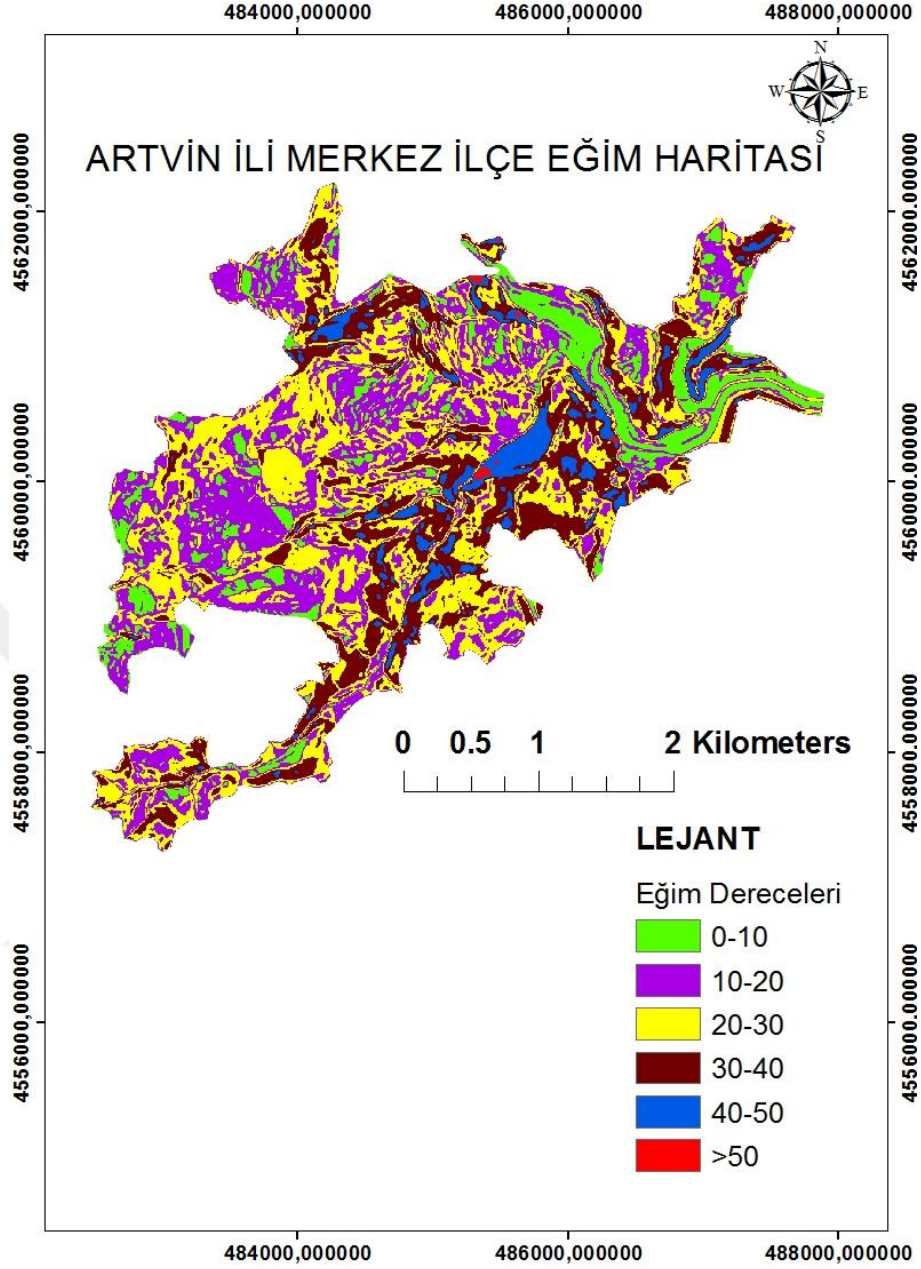 484000,000000 486000,000000 488000,000000
N
W E
S
ARTVİN İLİ MERKEZ İLÇE EĞİM HARİTASI
4562000,000000 4562000,000000
4560000,000000 4560000,000000
4558000,000000 4558000,000000
0 0.5 1 2 Kilometers
LEJANT
Eğim Dereceleri
0-10
10-20
20-30
30-40
40-50
>50
4556000,000000 4556000,000000
484000,000000 486000,000000 488000,000000